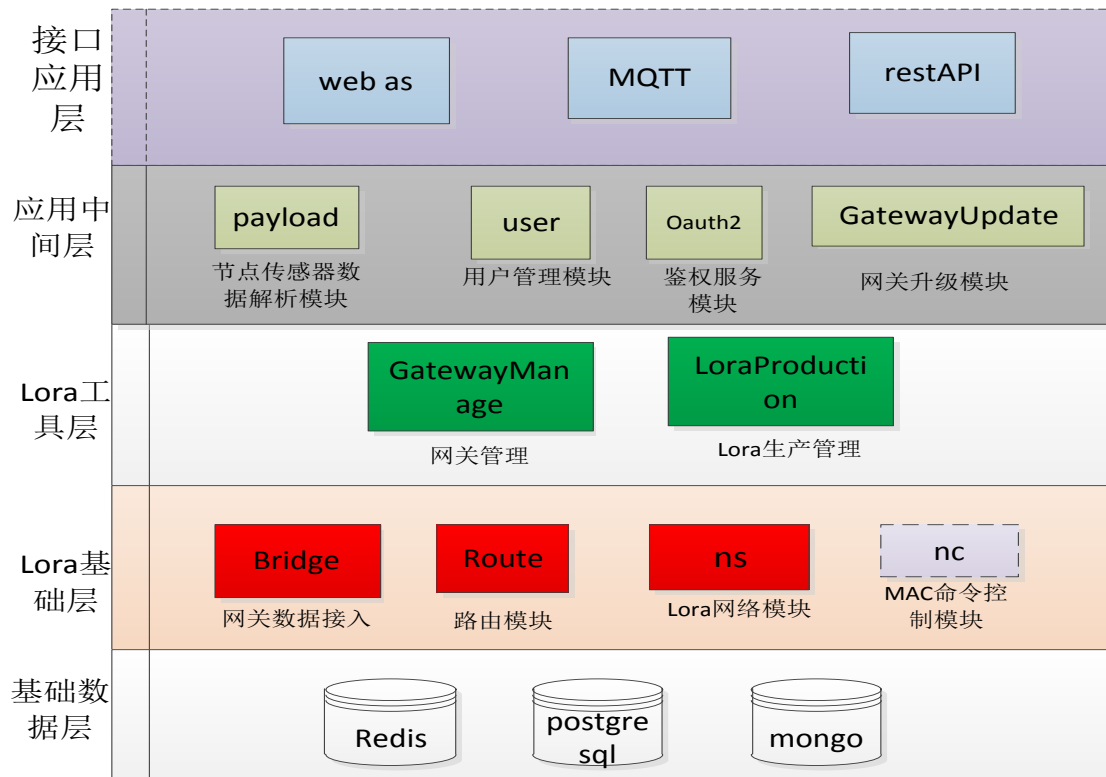 接口
应用
层
web as
MQTT
restAPI
应用中
间层
payload
user
Oauth2
GatewayUpdate
节点传感器数
据解析模块
用户管理模块
鉴权服务
模块
网关升级模块
Lora工
具层
GatewayMan
age
LoraProducti
on
网关管理
Lora生产管理
Lora基
础层
Bridge
Route
ns
nc
网关数据接入
路由模块
Lora网络模块
MAC命令控
制模块
基础数
据层
Redis
postgre
sql
mongo